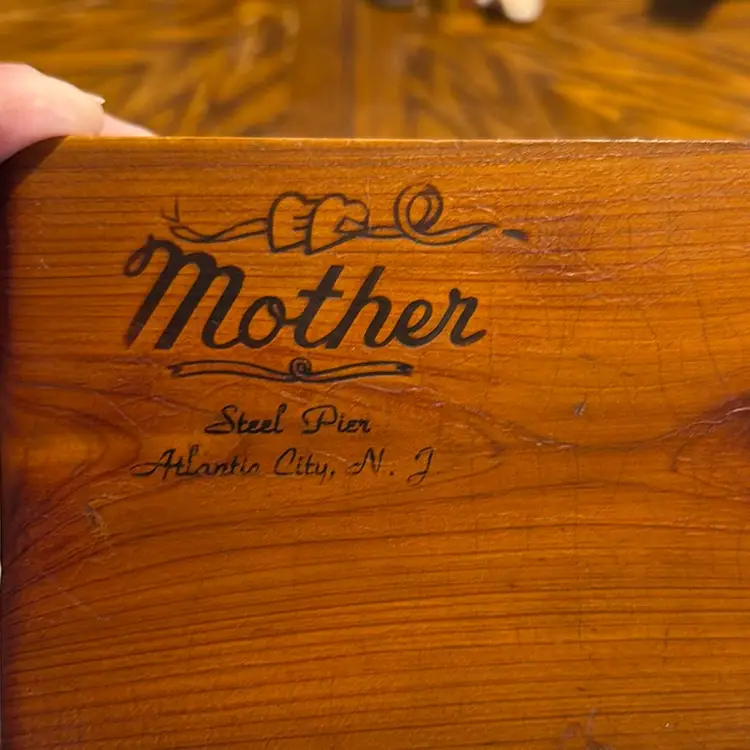 Mother
Steel Pier
Atlantic City, N. J